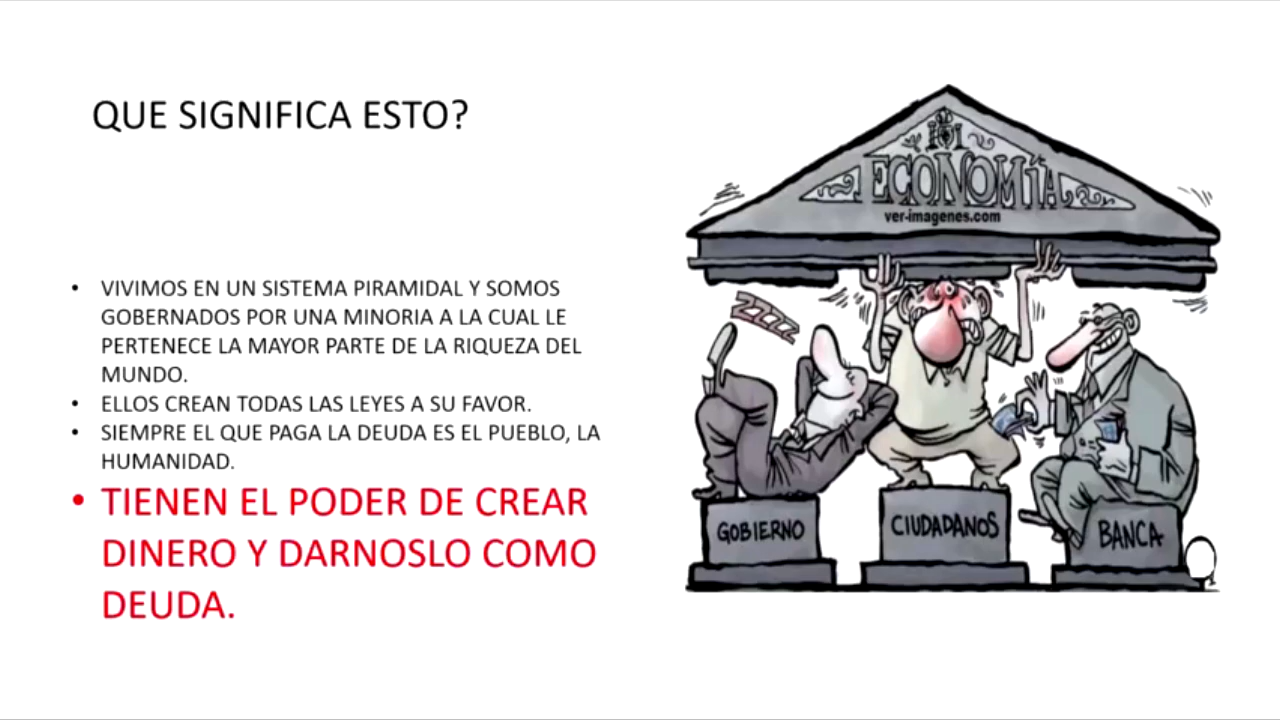 QUE SIGNIFICA ESTO?
• VIVIMOS EN UN SISTEMA PIRAMIDAL Y SOMOS
GOBERNADOS POR UNA MINORIA A LA CUAL LE
PERTENECE LA MAYOR PARTE DE LA RIQUEZA DEL
MUNDO.
• ELLOS CREAN TODAS LAS LEYES A SU FAVOR.
• SIEMPRE EL QUE PAGA LA DEUDA ES EL PUEBLO, LA
HUMANIDAD.
• TIENEN EL PODER DE CREAR
DINERO Y DARNOSLO COMO
DEUDA.
ECONOMíA
ver-imagenes.com
ZZZZ
GOBIERNO
CIUDADANOS
BANCA